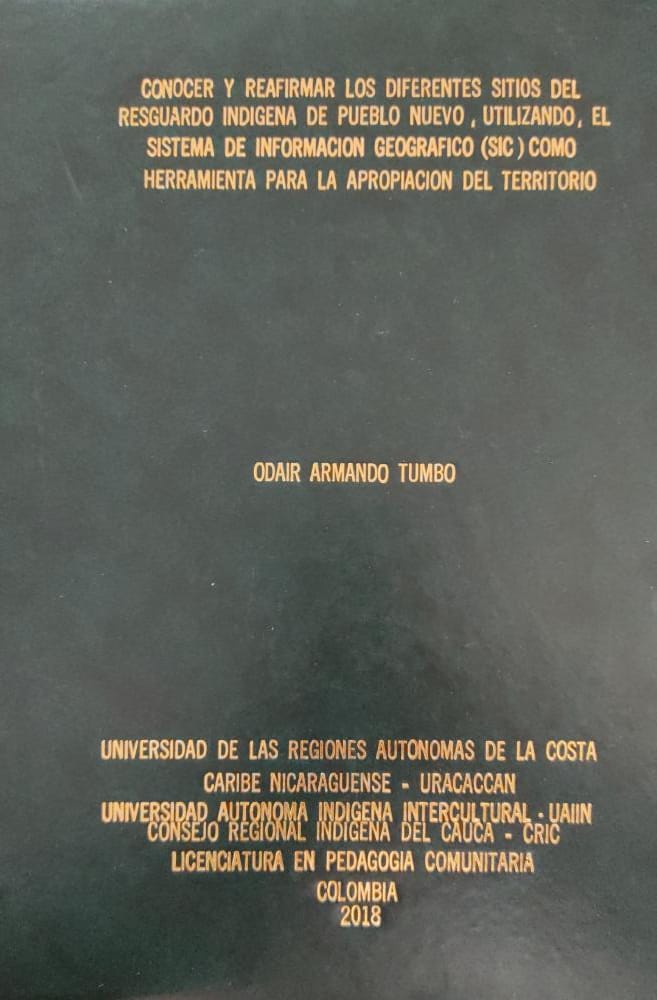 CONOCER Y REAFIRMAR LOS DIFERENTES SITIOS DEL
RESGUARDO INDIGENA DE PUEBLO NUEVO , UTILIZANDO, EL
SISTEMA DE INFORMACION GEOGRAFICO (SIC ) COMO
HERRAMIENTA PARA LA APROPIACION DEL TERRITORIO
ODAIR ARMANDO TUMBO
UNIVERSIDAD DE LAS REGIONES AUTONOMAS DE LA COSTA
CARIBE NICARAGUENSE - URACACCAN
UNIVERSIDAD AUTONOMA INDIGENA INTERCULTURAL - UAIIN
CONSEJO REGIONAL INDIGENA DEL CAUCA - CRIC
LICENCIATURA EN PEDAGOGIA COMUNITARIA
COLOMBIA
2018